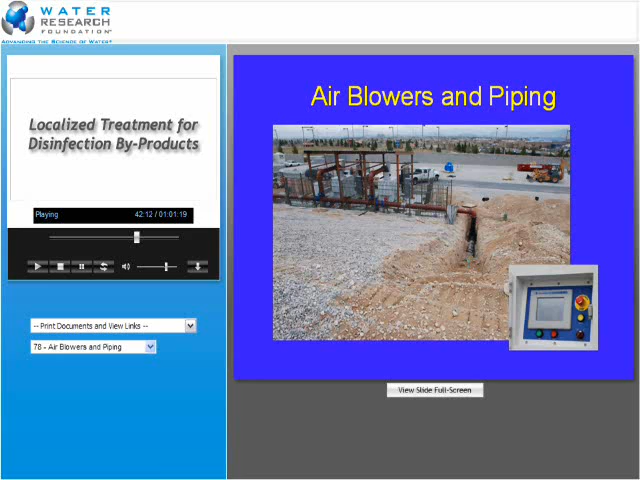 WATER
RESEARCH
FOUNDATION
ADVANCING THE SCIENCE OF WATER®
Localized Treatment for
Disinfection By-Products
Playing 42:12 / 01:01:19
-- Print Documents and View Links --
78 - Air Blowers and Piping
Air Blowers and Piping
View Slide Full-Screen